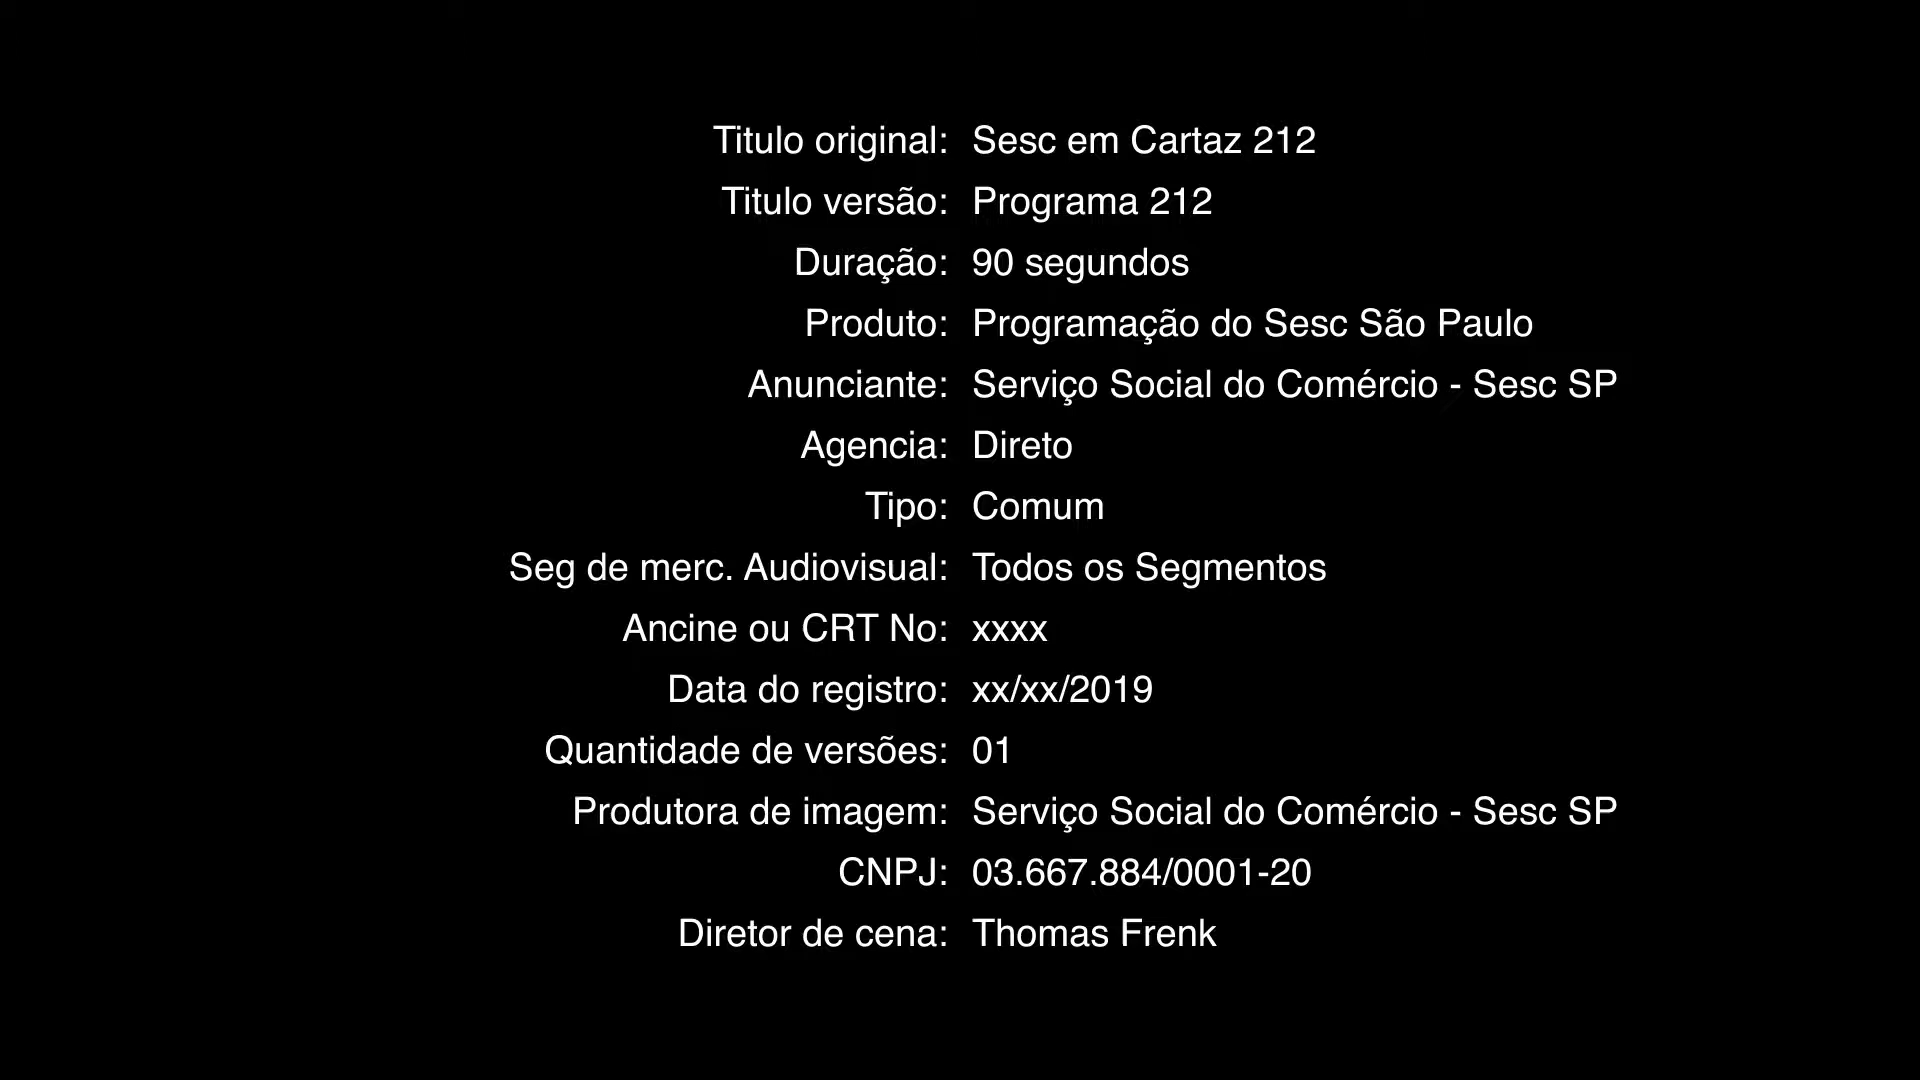 Titulo original: Sesc em Cartaz 212
Titulo versão: Programa 212
Duração: 90 segundos
Produto: Programação do Sesc São Paulo
Anunciante: Serviço Social do Comércio - Sesc SP
Agencia: Direto
Tipo: Comum
Seg de merc. Audiovisual: Todos os Segmentos
Ancine ou CRT No: xxxx
Data do registro: xx/xx/2019
Quantidade de versões: 01
Produtora de imagem: Serviço Social do Comércio - Sesc SP
CNPJ: 03.667.884/0001-20
Diretor de cena: Thomas Frenk